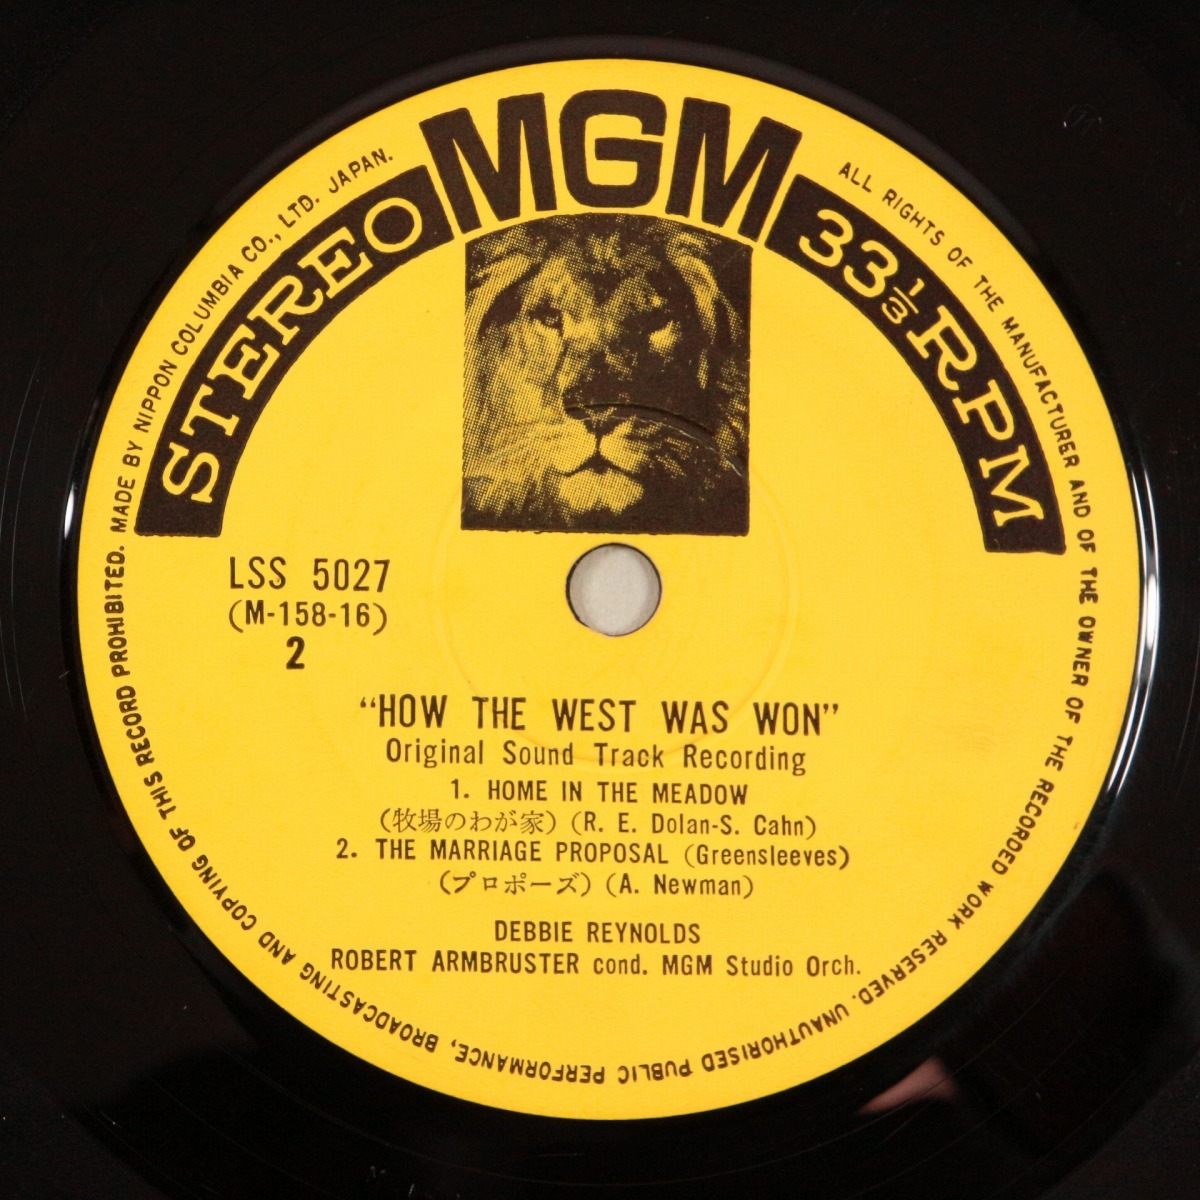 MGM
STEREO
33 1/3 RPM
LSS 5027
(M-158-16)
2
“HOW THE WEST WAS WON”
Original Sound Track Recording
1. HOME IN THE MEADOW
(牧場のわが家) (R. E. Dolan-S. Cahn)
2. THE MARRIAGE PROPOSAL (Greensleeves)
(プロポーズ) (A. Newman)
DEBBIE REYNOLDS
ROBERT ARMBRUSTER cond. MGM Studio Orch.
ALL RIGHTS OF THE MANUFACTURER AND OF THE OWNER OF THE RECORDED WORK RESERVED. UNAUTHORISED PUBLIC PERFORMANCE, BROADCASTING AND COPYING OF THIS RECORD PROHIBITED. MADE BY NIPPON COLUMBIA CO., LTD. JAPAN.